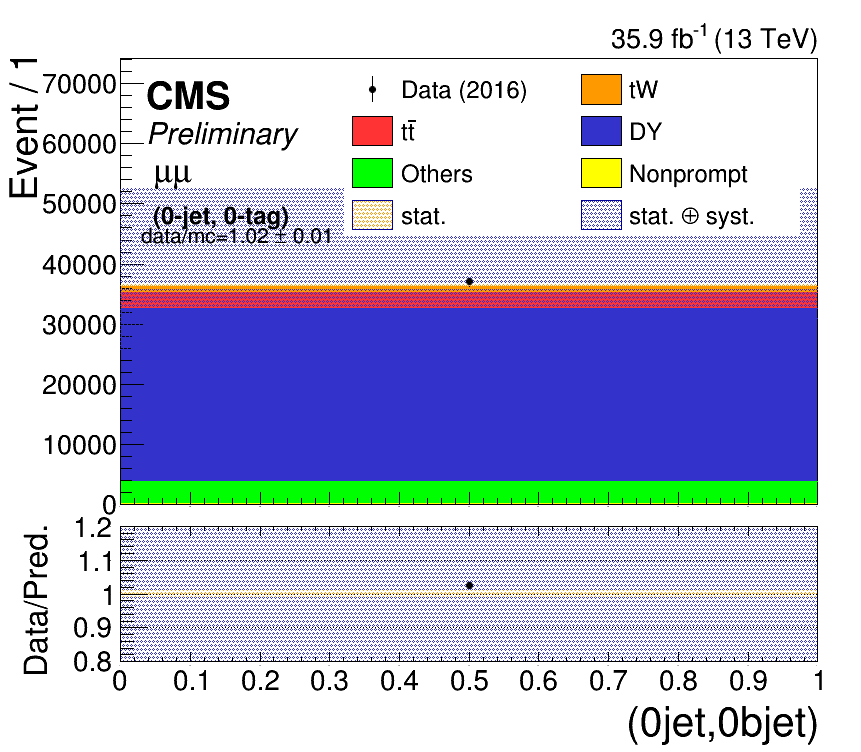 35.9 fb⁻¹ (13 TeV)
Event / 1
70000
60000
50000
40000
30000
20000
10000
0
CMS
Preliminary
μμ
(0-jet, 0-tag)
data/mc=1.02 ± 0.01
Data (2016)
tW
tt̄
DY
Others
Nonprompt
stat.
stat. ⊕ syst.
Data/Pred.
1.2
1.1
1
0.9
0.8
0 0.1 0.2 0.3 0.4 0.5 0.6 0.7 0.8 0.9 1
(0jet,0bjet)